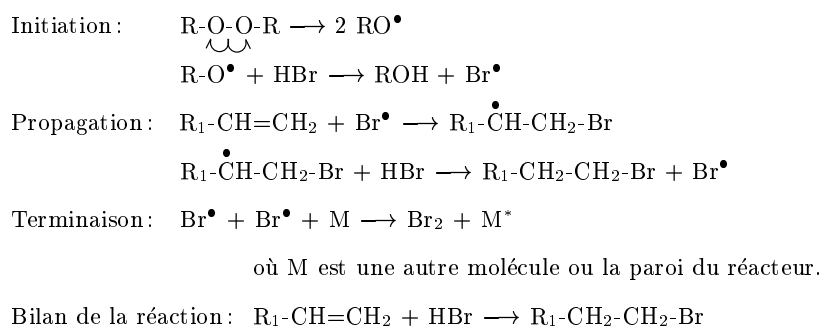 Initiation : R-O-O-R ⟶ 2 RO•
R-O• + HBr ⟶ ROH + Br•
Propagation : R₁-CH=CH₂ + Br• ⟶ R₁-ĊH-CH₂-Br
R₁-ĊH-CH₂-Br + HBr ⟶ R₁-CH₂-CH₂-Br + Br•
Terminaison : Br• + Br• + M ⟶ Br₂ + M*
où M est une autre molécule ou la paroi du réacteur.
Bilan de la réaction : R₁-CH=CH₂ + HBr ⟶ R₁-CH₂-CH₂-Br